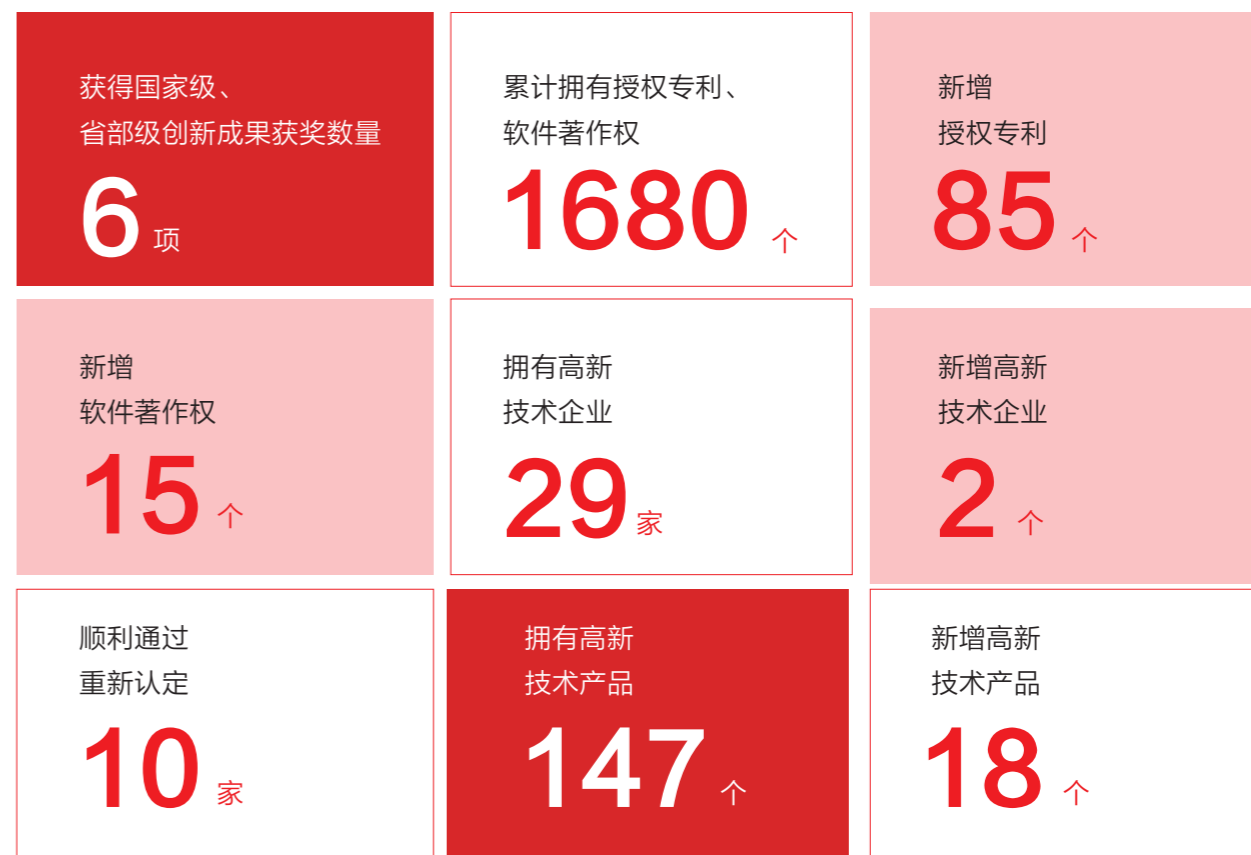 获得国家级、
省部级创新成果获奖数量
6 项
累计拥有授权专利、
软件著作权
1680 个
新增
授权专利
85 个
新增
软件著作权
15 个
拥有高新
技术企业
29 家
新增高新
技术企业
2 个
顺利通过
重新认定
10 家
拥有高新
技术产品
147 个
新增高新
技术产品
18 个